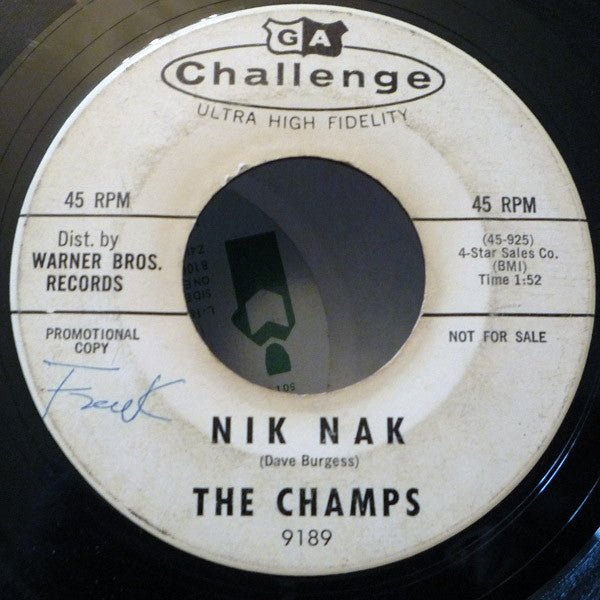 GA
Challenge
ULTRA HIGH FIDELITY
45 RPM
45 RPM
Dist. by
WARNER BROS.
RECORDS
(45-925)
4-Star Sales Co.
(BMI)
Time 1:52
PROMOTIONAL
COPY
NOT FOR SALE
Frank
NIK NAK
(Dave Burgess)
THE CHAMPS
9189